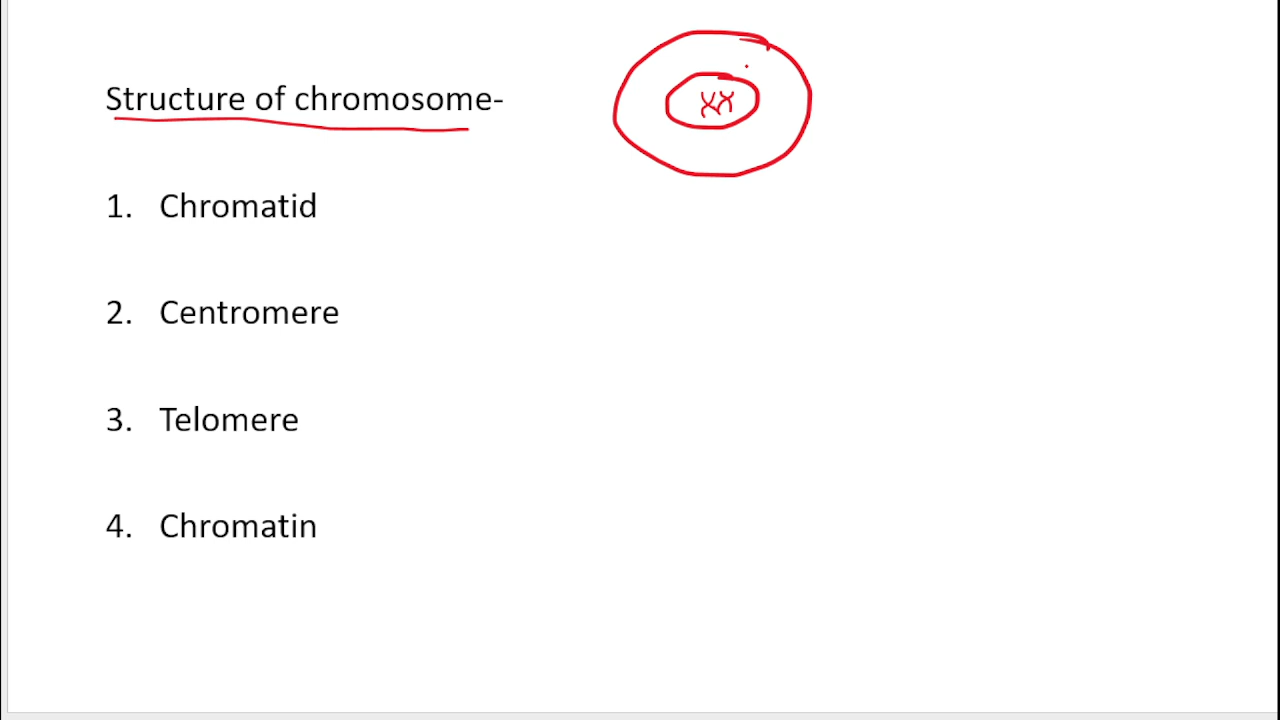 Structure of chromosome-
1. Chromatid
2. Centromere
3. Telomere
4. Chromatin